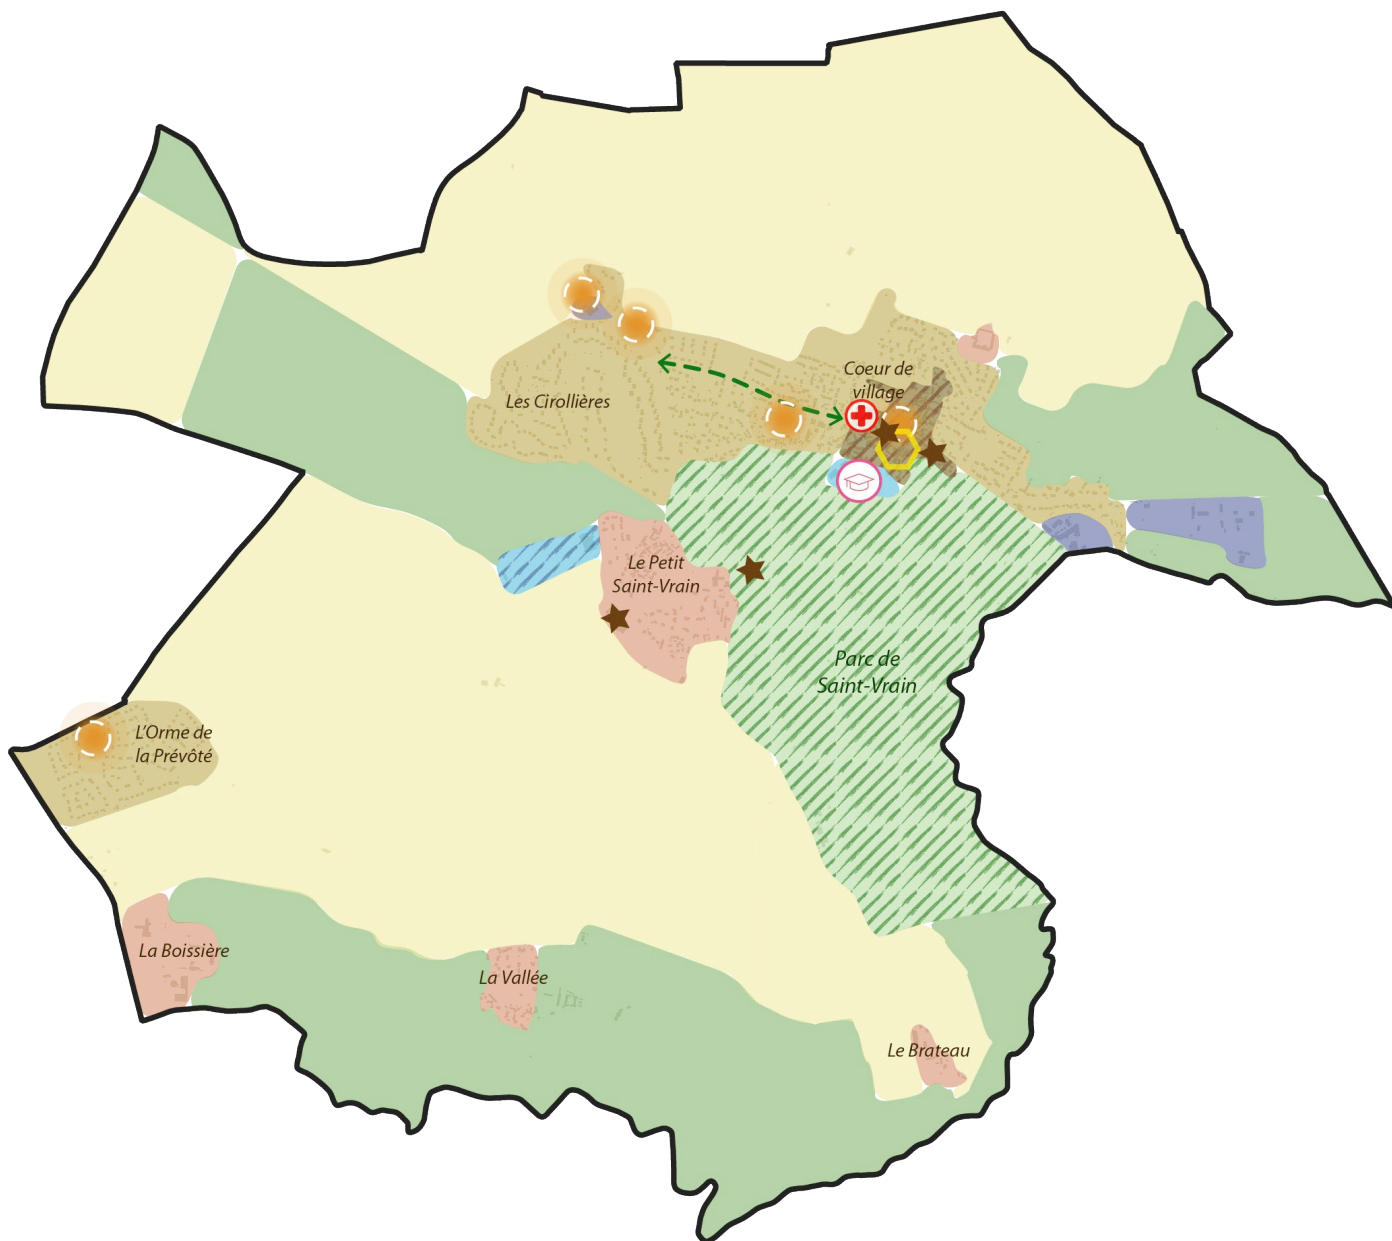 Coeur de
village
Les Cirollières
Le Petit
Saint-Vrain
Parc de
Saint-Vrain
L'Orme de
la Prévôté
La Boissière
La Vallée
Le Brateau